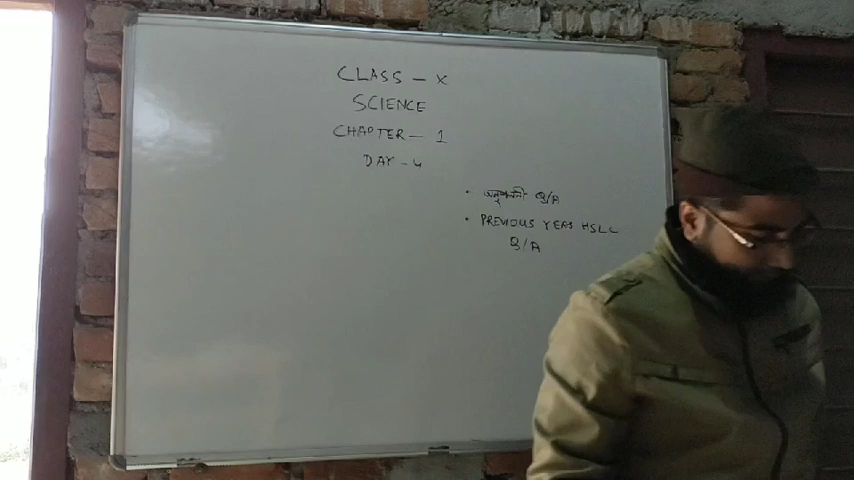 CLASS - X
SCIENCE
CHAPTER - 1
DAY - 4
• অনুশীলনী Q/A
• PREVIOUS YEAR HSLC
Q/A